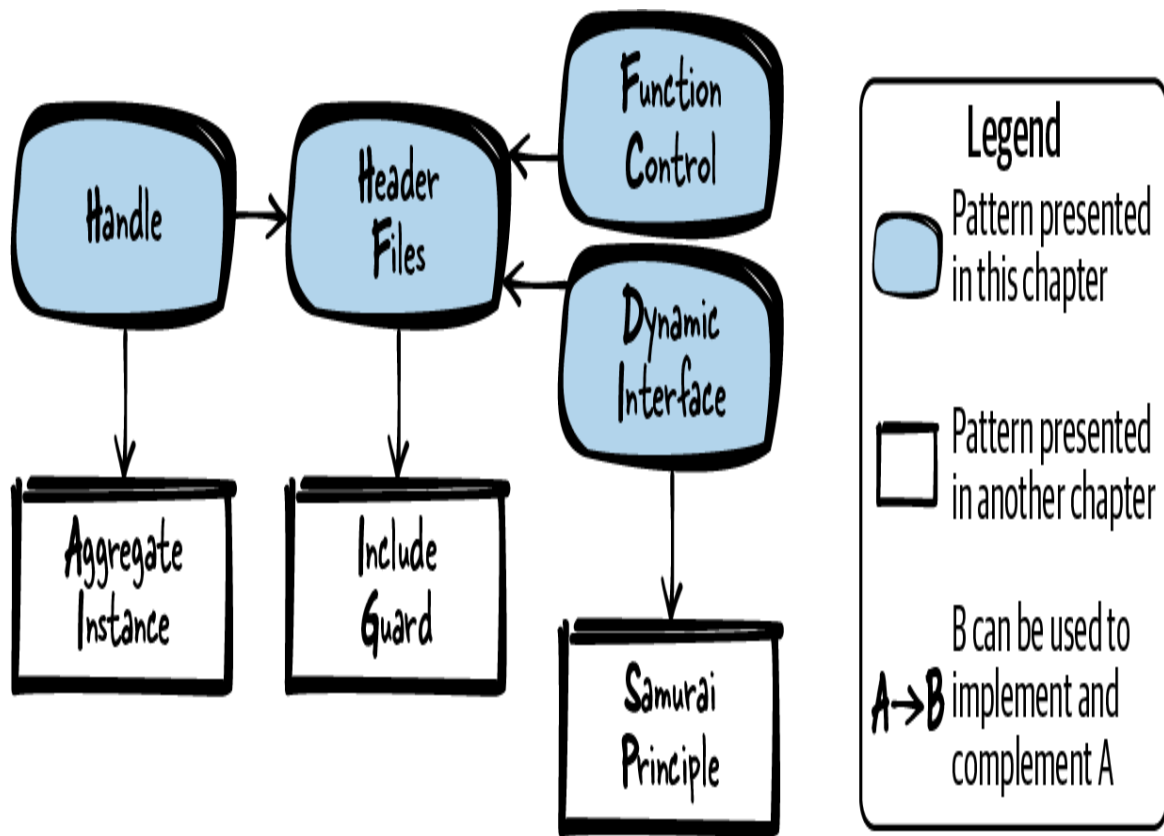 Handle
Header
Files
Function
Control
Dynamic
Interface
Aggregate
Instance
Include
Guard
Samurai
Principle
Legend
Pattern presented
in this chapter
Pattern presented
in another chapter
A→B
B can be used to
implement and
complement A